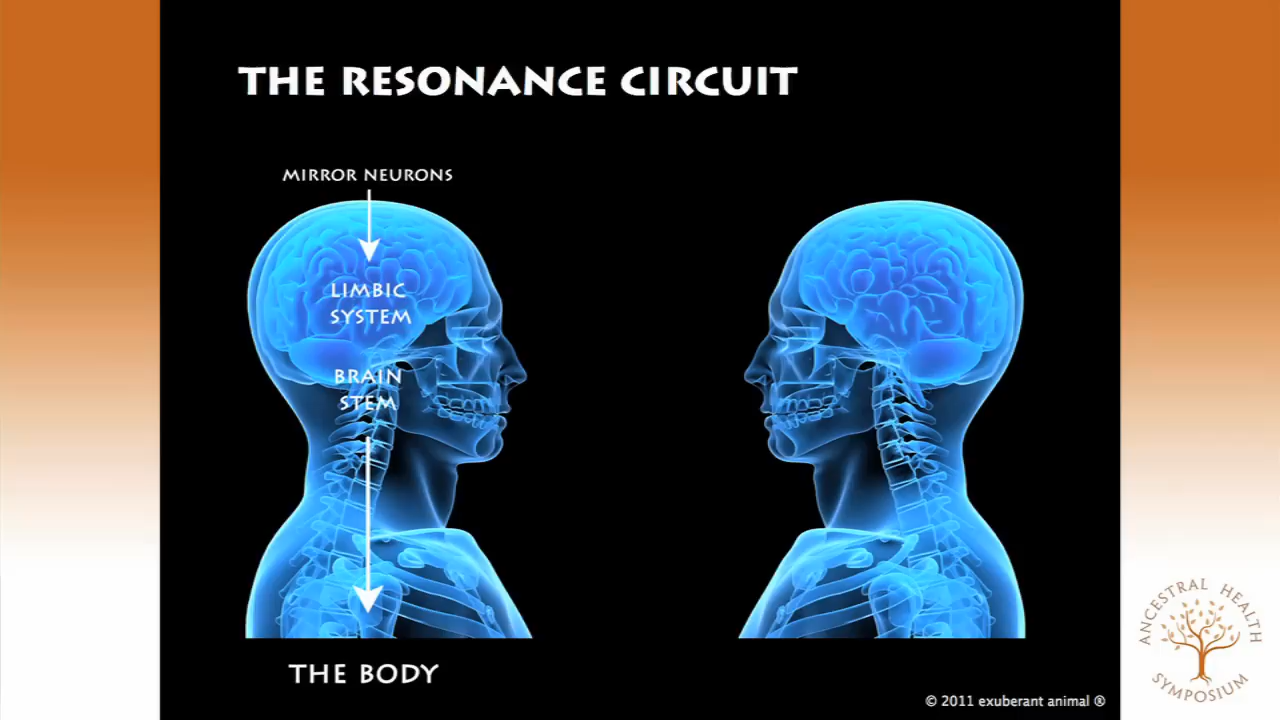 THE RESONANCE CIRCUIT
MIRROR NEURONS
LIMBIC
SYSTEM
BRAIN
STEM
THE BODY
© 2011 exuberant animal ®
ANCESTRAL HEALTH
SYMPOSIUM